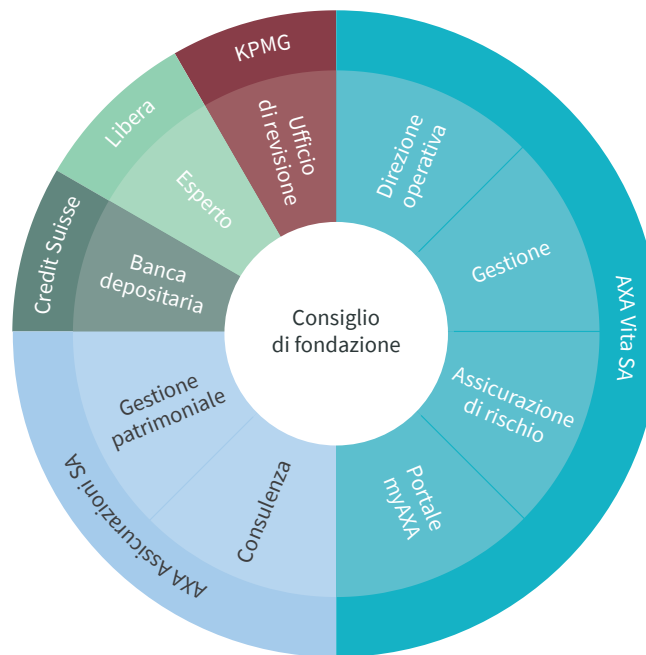 KPMG
Ufficio
di revisione
Direzione
operativa
Gestione
AXA Vita SA
Assicurazione
di rischio
Portale
myAXA
Consulenza
AXA Assicurazioni SA
Gestione
patrimoniale
Credit Suisse
Banca
depositaria
Libera
Esperto
Consiglio
di fondazione